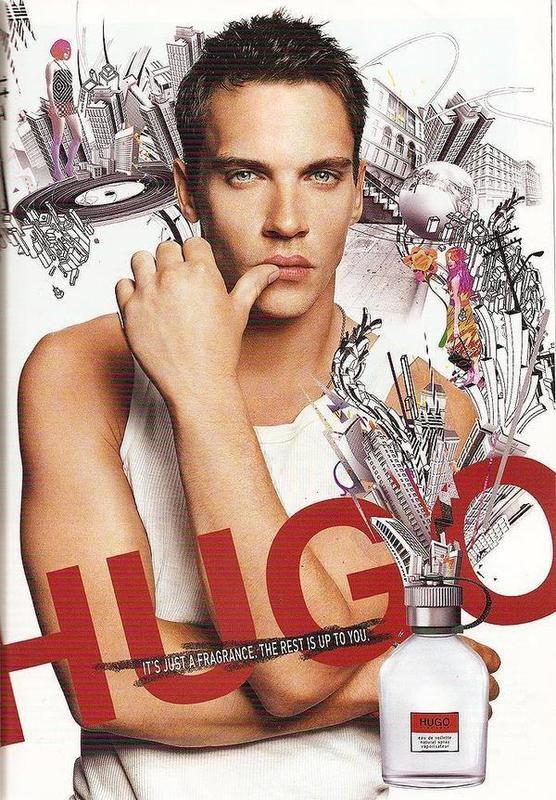 HUGO
IT'S JUST A FRAGRANCE. THE REST IS UP TO YOU.
HUGO
eau de toilette
natural spray
vaporisateur